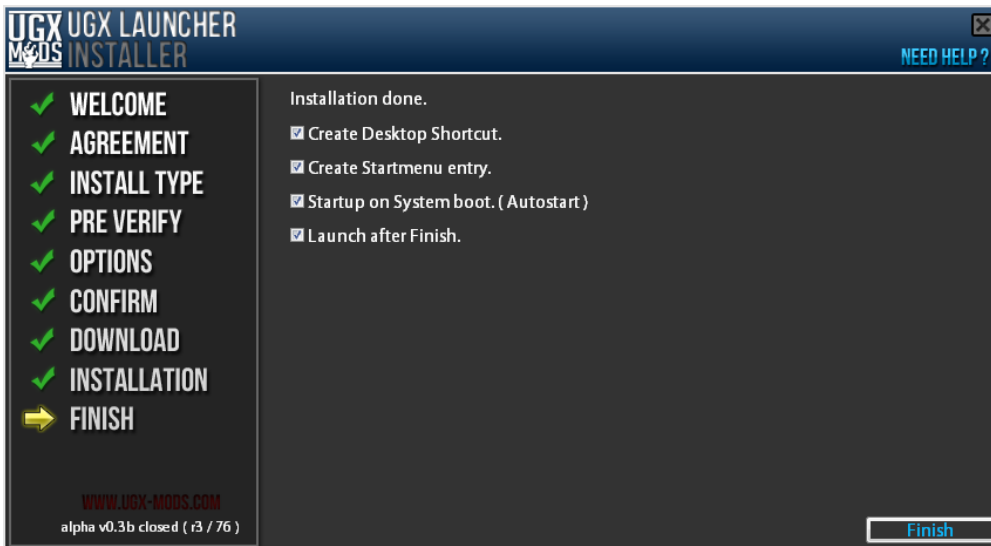 UGX MODS
UGX LAUNCHER
INSTALLER
NEED HELP ?
WELCOME
AGREEMENT
INSTALL TYPE
PRE VERIFY
OPTIONS
CONFIRM
DOWNLOAD
INSTALLATION
FINISH
WWW.UGX-MODS.COM
alpha v0.3b closed ( r3 / 76 )
Installation done.
Create Desktop Shortcut.
Create Startmenu entry.
Startup on System boot. ( Autostart )
Launch after Finish.
Finish